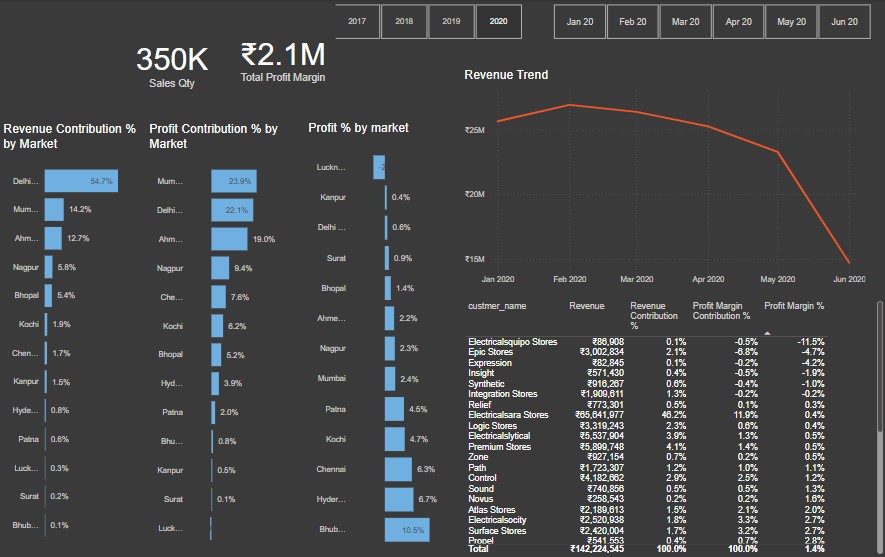 2017 2018 2019 2020 Jan 20 Feb 20 Mar 20 Apr 20 May 20 Jun 20
350K
Sales Qty
₹2.1M
Total Profit Margin
Revenue Contribution %
by Market
Delhi... 54.7%
Mum... 14.2%
Ahm... 12.7%
Nagpur 5.8%
Bhopal 5.4%
Kochi 1.9%
Chen... 1.7%
Kanpur 1.5%
Hyde... 0.8%
Patna 0.6%
Luck... 0.3%
Surat 0.2%
Bhub... 0.1%
Profit Contribution % by
Market
Mum... 23.9%
Delhi... 22.1%
Ahm... 19.0%
Nagpur 9.4%
Che... 7.6%
Kochi 6.2%
Bhopal 5.2%
Hyd... 3.9%
Patna 2.0%
Bhu... 0.8%
Kanpur 0.5%
Surat 0.1%
Luck...
Profit % by market
Luckn...
Kanpur 0.4%
Delhi ... 0.6%
Surat 0.9%
Bhopal 1.4%
Ahme... 2.2%
Nagpur 2.3%
Mumbai 2.4%
Patna 4.5%
Kochi 4.7%
Chennai 6.3%
Hyder... 6.7%
Bhub... 10.5%
Revenue Trend
₹25M
₹20M
₹15M
Jan 2020 Feb 2020 Mar 2020 Apr 2020 May 2020 Jun 2020
custmer_name Revenue Revenue Contribution % Profit Margin Contribution % Profit Margin %
Electricalsquipo Stores ₹86,908 0.1% -0.5% -11.5%
Epic Stores ₹3,002,834 2.1% -6.8% -4.7%
Expression ₹82,845 0.1% -0.2% -4.2%
Insight ₹571,430 0.4% -0.5% -1.9%
Synthetic ₹916,267 0.6% -0.4% -1.0%
Integration Stores ₹1,909,611 1.3% -0.2% -0.2%
Relief ₹773,301 0.5% 0.1% 0.3%
Electricalsara Stores ₹65,641,977 46.2% 11.9% 0.4%
Logic Stores ₹3,319,243 2.3% 0.6% 0.4%
Electricalslytical ₹5,537,904 3.9% 1.3% 0.5%
Premium Stores ₹5,899,748 4.1% 1.4% 0.5%
Zone ₹927,154 0.7% 0.2% 0.5%
Path ₹1,723,307 1.2% 1.0% 1.1%
Control ₹4,182,662 2.9% 2.5% 1.2%
Sound ₹740,856 0.5% 0.5% 1.3%
Novus ₹258,543 0.2% 0.2% 1.6%
Atlas Stores ₹2,189,613 1.5% 2.1% 2.0%
Electricalsocity ₹2,520,938 1.8% 3.3% 2.7%
Surface Stores ₹2,420,004 1.7% 3.2% 2.7%
Propel ₹541,553 0.4% 0.7% 2.8%
Total ₹142,224,545 100.0% 100.0% 1.4%